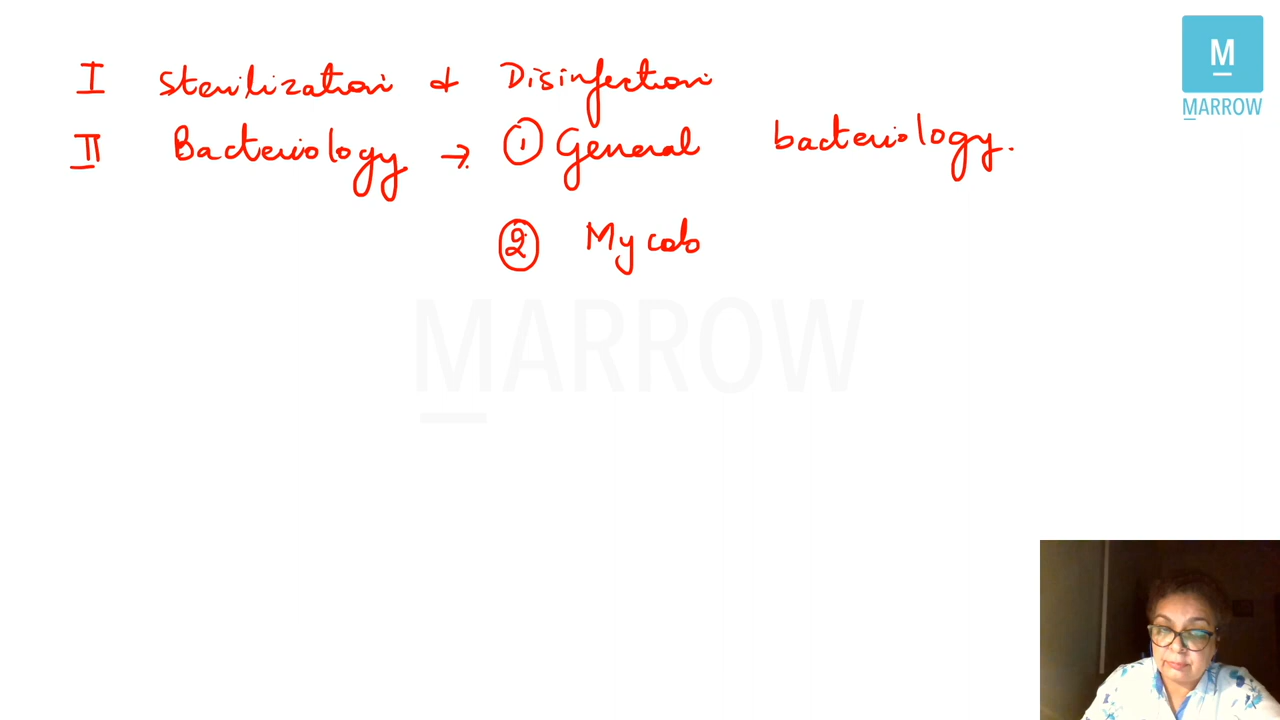 M
MARROW
I Sterilization & Disinfection
II Bacteriology → ① General bacteriology.
② Mycob
MARROW